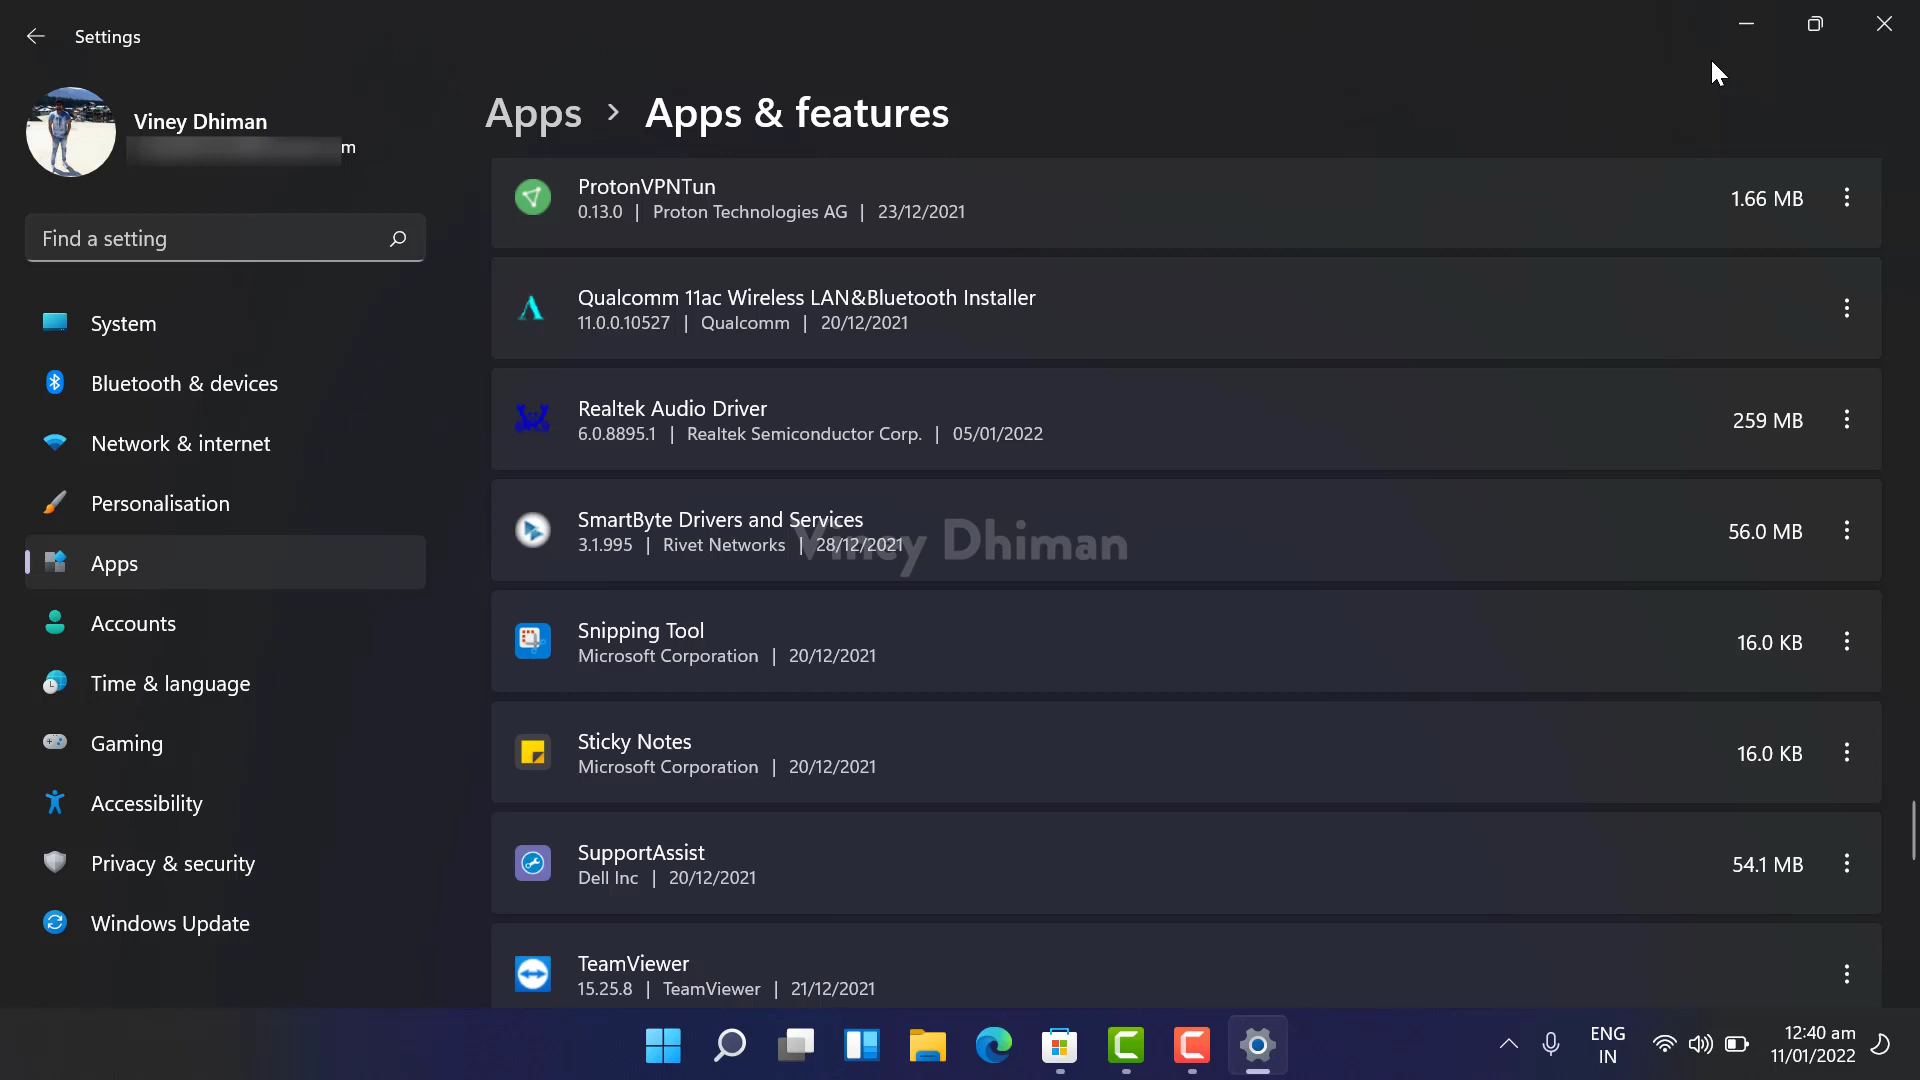 Settings
Viney Dhiman
m
Find a setting
System
Bluetooth & devices
Network & internet
Personalisation
Apps
Accounts
Time & language
Gaming
Accessibility
Privacy & security
Windows Update
Apps > Apps & features
ProtonVPNTun
0.13.0 | Proton Technologies AG | 23/12/2021
1.66 MB
Qualcomm 11ac Wireless LAN&Bluetooth Installer
11.0.0.10527 | Qualcomm | 20/12/2021
Realtek Audio Driver
6.0.8895.1 | Realtek Semiconductor Corp. | 05/01/2022
259 MB
SmartByte Drivers and Services
3.1.995 | Rivet Networks | 28/12/2021
56.0 MB
Viney Dhiman
Snipping Tool
Microsoft Corporation | 20/12/2021
16.0 KB
Sticky Notes
Microsoft Corporation | 20/12/2021
16.0 KB
SupportAssist
Dell Inc | 20/12/2021
54.1 MB
TeamViewer
15.25.8 | TeamViewer | 21/12/2021
ENG
IN
12:40 am
11/01/2022